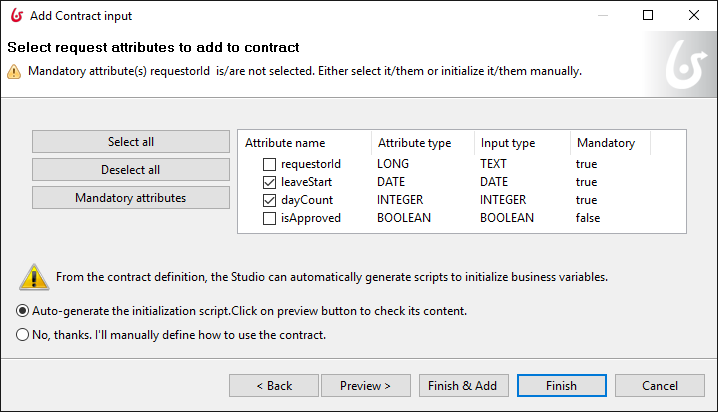 Add Contract input
Select request attributes to add to contract
Mandatory attribute(s) requestorId is/are not selected. Either select it/them or initialize it/them manually.
Select all
Deselect all
Mandatory attributes
Attribute name Attribute type Input type Mandatory
requestorId LONG TEXT true
leaveStart DATE DATE true
dayCount INTEGER INTEGER true
isApproved BOOLEAN BOOLEAN false
From the contract definition, the Studio can automatically generate scripts to initialize business variables.
Auto-generate the initialization script.Click on preview button to check its content.
No, thanks. I'll manually define how to use the contract.
< Back Preview > Finish & Add Finish Cancel